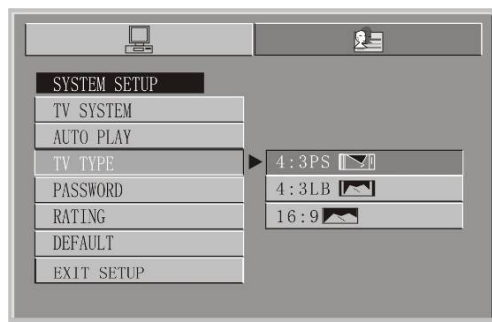 SYSTEM SETUP
TV SYSTEM
AUTO PLAY
TV TYPE
4:3PS
PASSWORD
4:3LB
RATING
16:9
DEFAULT
EXIT SETUP